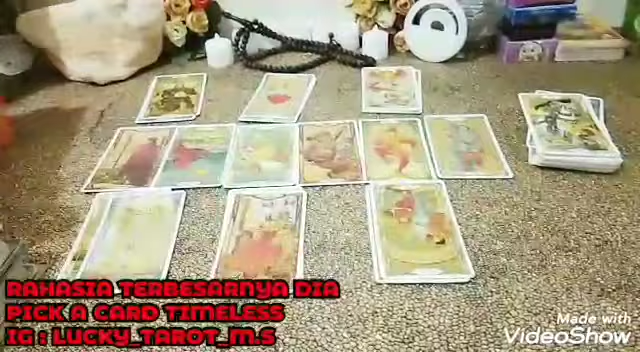 RAHASIA TERBESARNYA DIA
PICK A CARD TIMELESS
IG : LUCKY_TAROT_M.S
Made with
VideoShow